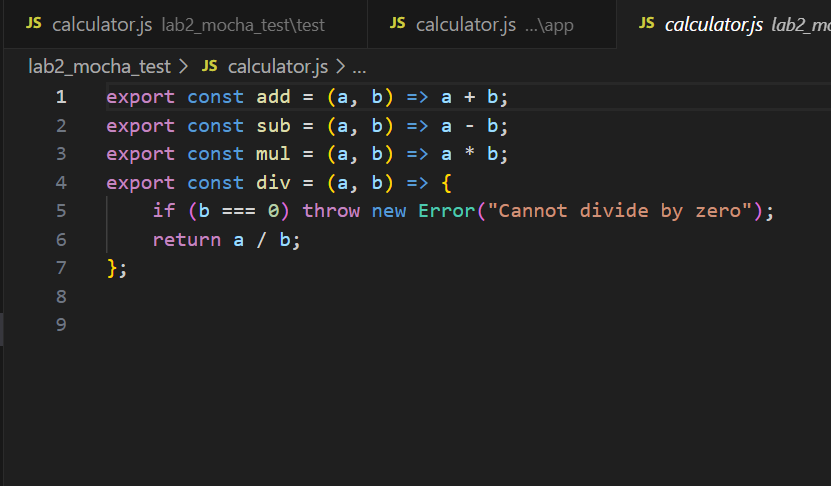 JS calculator.js lab2_mocha_test\test JS calculator.js ...\app JS calculator.js
lab2_mocha_test > JS calculator.js > ...
1 export const add = (a, b) => a + b;
2 export const sub = (a, b) => a - b;
3 export const mul = (a, b) => a * b;
4 export const div = (a, b) => {
5     if (b === 0) throw new Error("Cannot divide by zero");
6     return a / b;
7 };
8
9